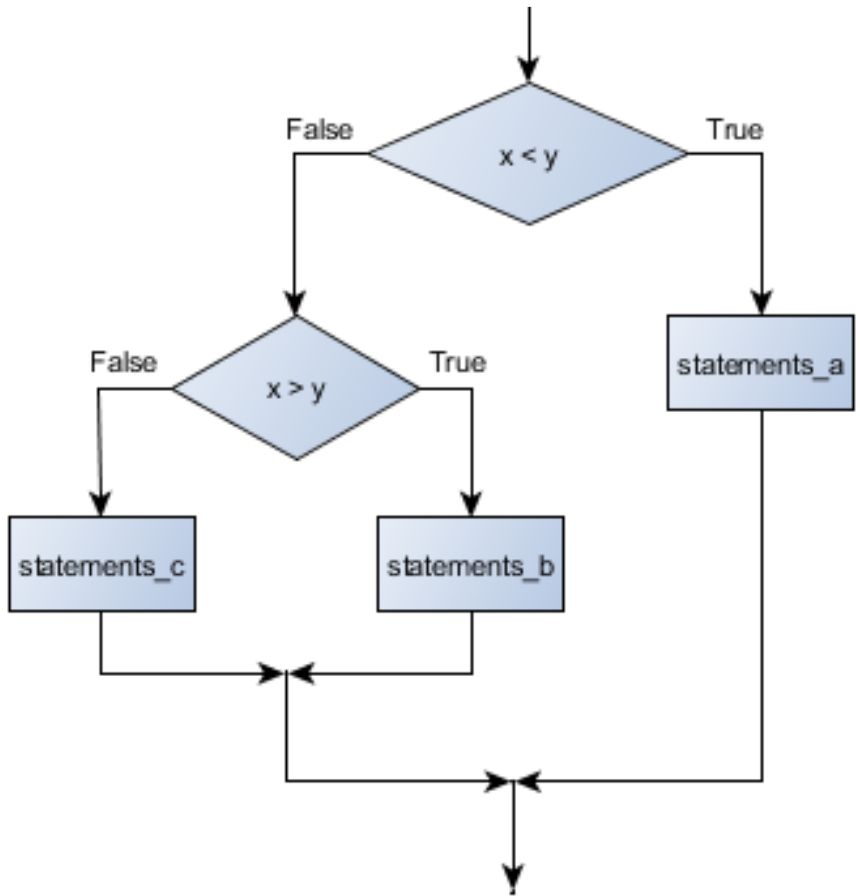 False
True
x < y
False
True
x > y
statements_a
statements_c
statements_b